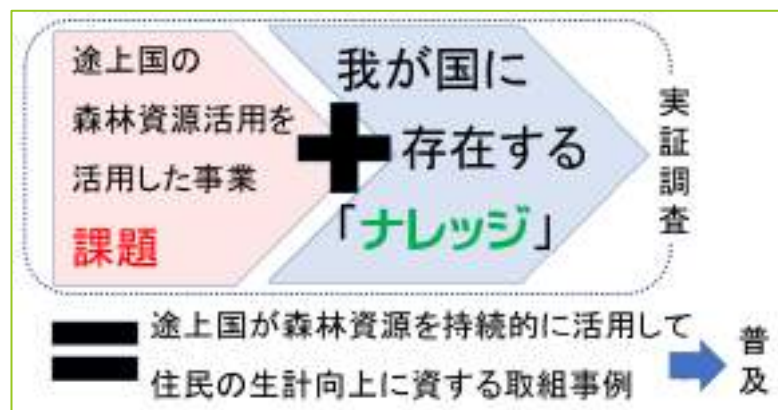 途上国の
森林資源活用を
活用した事業
課題
我が国に
存在する
「ナレッジ」
実証調査
途上国が森林資源を持続的に活用して
住民の生計向上に資する取組事例
普及